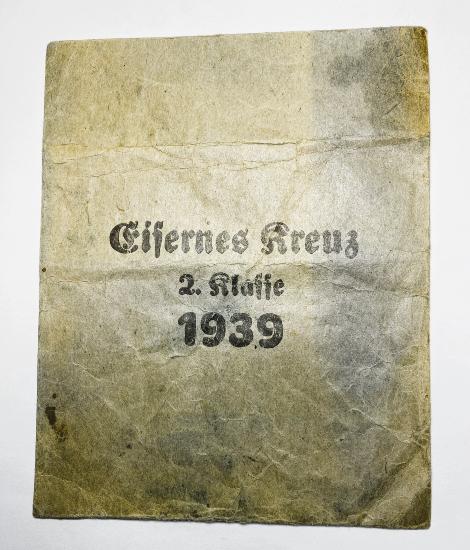 Eisernes Kreuz
2. Klasse
1939